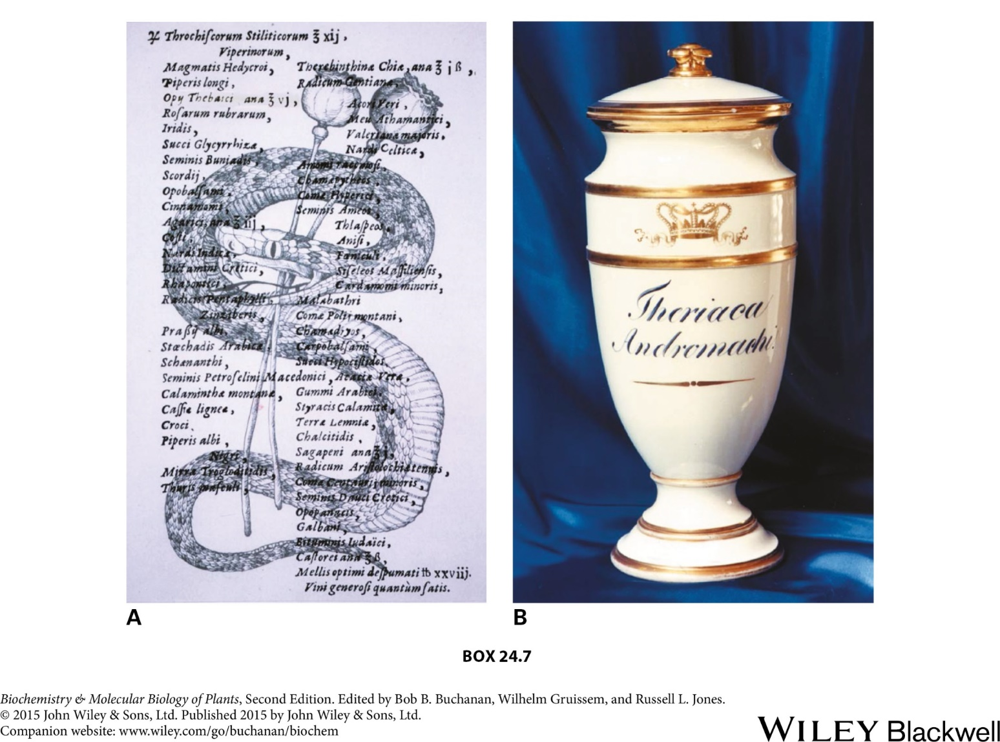 ♃ Throchiſcorum Stiliticorum ℥ xij,
Viperinorum,
Magmatis Hedycroi,
Piperis longi,
Opy Thebaici ana ℥ vj,
Roſarum rubrarum,
Iridis,
Succi Glycyrrhizæ,
Seminis Buniadis,
Scordij,
Opobalſami,
Cinnamomi,
Agarici, ana ℥ iij,
Coſti,
Nardi Indicæ,
Dictamini Cretici,
Rhapontici,
Radicis Pentaphylli,
Zinziberis,
Praſſij albi,
Stœchadis Arabicæ,
Schænanthi,
Seminis Petroſelini Macedonici, Acaciæ Veræ,
Calaminthæ montanæ,
Caſſiæ ligneæ,
Croci,
Piperis albi,
Nigri,
Mirræ Trogloditidis,
Thuris maſculi,
Therebinthinæ Chiæ, ana ℥ j ß,
Radicum Gentianæ,
Acori Veri,
Meu Athamantici,
Valerianæ majoris,
Nardi Celticæ,
Amomi racemoſi,
Chamæpytheos,
Comæ Hyperici,
Seminis Ameos,
Thlaſpeos,
Aniſi,
Fœniculi,
Siſeleos Maſſilienſis,
Cardamomi minoris,
Malabathri
Comæ Polij montani,
Chamædryos,
Carpobalſami,
Succi Hypociſtidos,
Gummi Arabici,
Styracis Calamitæ,
Terræ Lemniæ,
Chalcitidis,
Sagapeni ana ℥ j,
Radicum Ariſtolochiæ tenuis,
Comæ Centaurij minoris,
Seminis Dauci Cretici,
Opopanacis,
Galbani,
Bituminis Iudaïci,
Caſtorei ana ℥ ß,
Mellis optimi deſpumati ℔ xxviij.
Vini generoſi quantùm ſatis.
A
Theriaca
Andromachi.
B
BOX 24.7
Biochemistry & Molecular Biology of Plants, Second Edition. Edited by Bob B. Buchanan, Wilhelm Gruissem, and Russell L. Jones.
© 2015 John Wiley & Sons, Ltd. Published 2015 by John Wiley & Sons, Ltd.
Companion website: www.wiley.com/go/buchanan/biochem
WILEY Blackwell